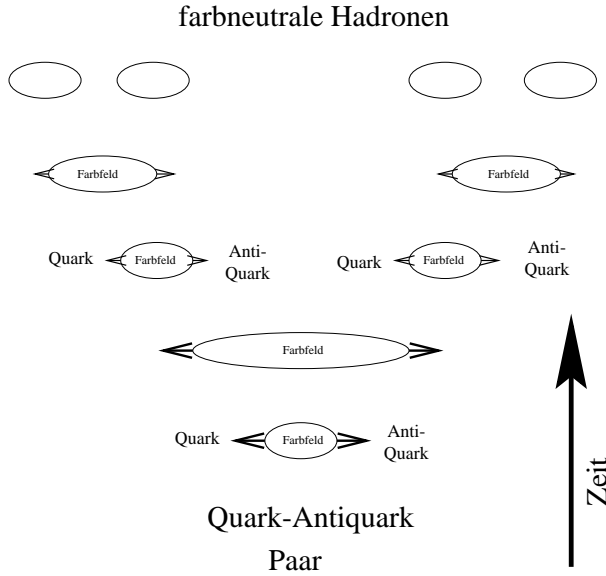 farbneutrale Hadronen
Farbfeld Farbfeld
Quark Farbfeld Anti-
Quark
Quark Farbfeld Anti-
Quark
Farbfeld
Quark Farbfeld Anti-
Quark
Zeit
Quark-Antiquark
Paar